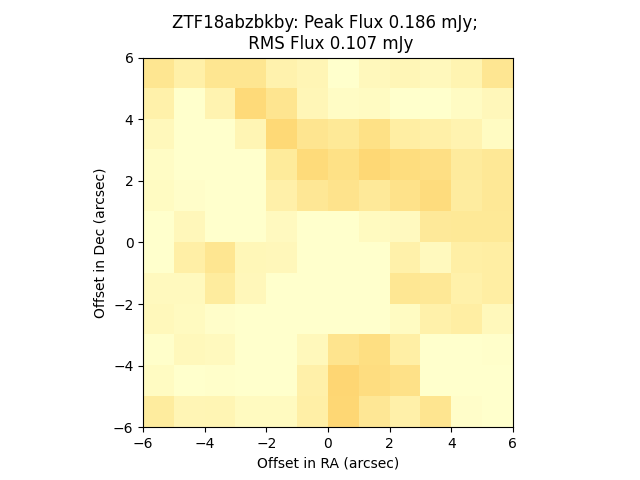 ZTF18abzbkby: Peak Flux 0.186 mJy;
RMS Flux 0.107 mJy
6
4
2
0
−2
−4
−6
Offset in Dec (arcsec)
−6 −4 −2 0 2 4 6
Offset in RA (arcsec)